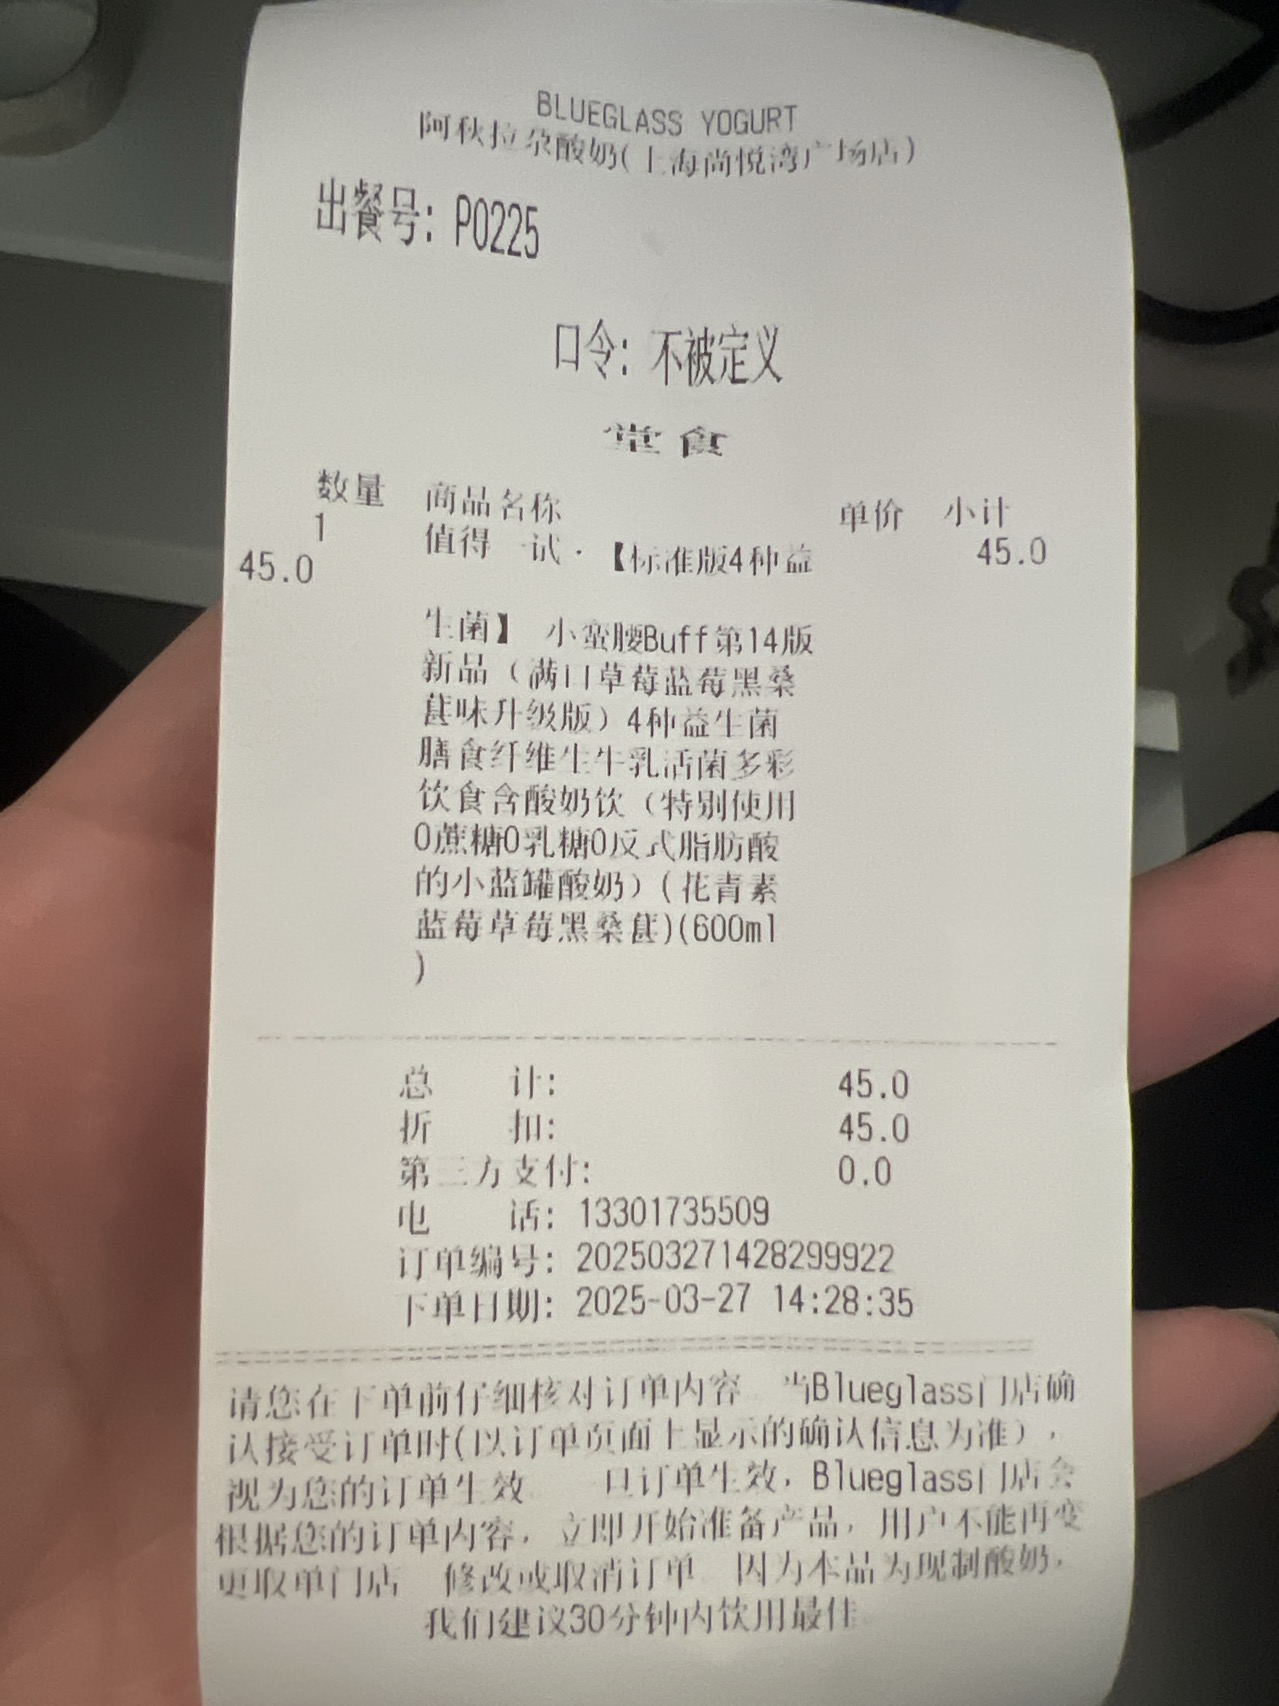 BLUEGLASS YOGURT
阿秋拉尕酸奶(上海尚悦湾广场店)
出餐号: P0225
口令: 不被定义
堂食
数量 商品名称 单价 小计
1 值得一试·【标准版4种益 45.0
45.0
生菌】 小蛮腰Buff第14版
新品（满口草莓蓝莓黑桑
葚味升级版）4种益生菌
膳食纤维生牛乳活菌多彩
饮食含酸奶饮（特别使用
0蔗糖0乳糖0反式脂肪酸
的小蓝罐酸奶）(花青素
蓝莓草莓黑桑葚)(600ml
)
总 计: 45.0
折 扣: 45.0
第三方支付: 0.0
电 话: 13301735509
订单编号: 202503271428299922
下单日期: 2025-03-27 14:28:35
请您在下单前仔细核对订单内容 当Blueglass门店确
认接受订单时(以订单页面上显示的确认信息为准)，
视为您的订单生效 一旦订单生效，Blueglass门店会
根据您的订单内容，立即开始准备产品，用户不能再变
更取单门店 修改或取消订单 因为本品为现制酸奶，
我们建议30分钟内饮用最佳